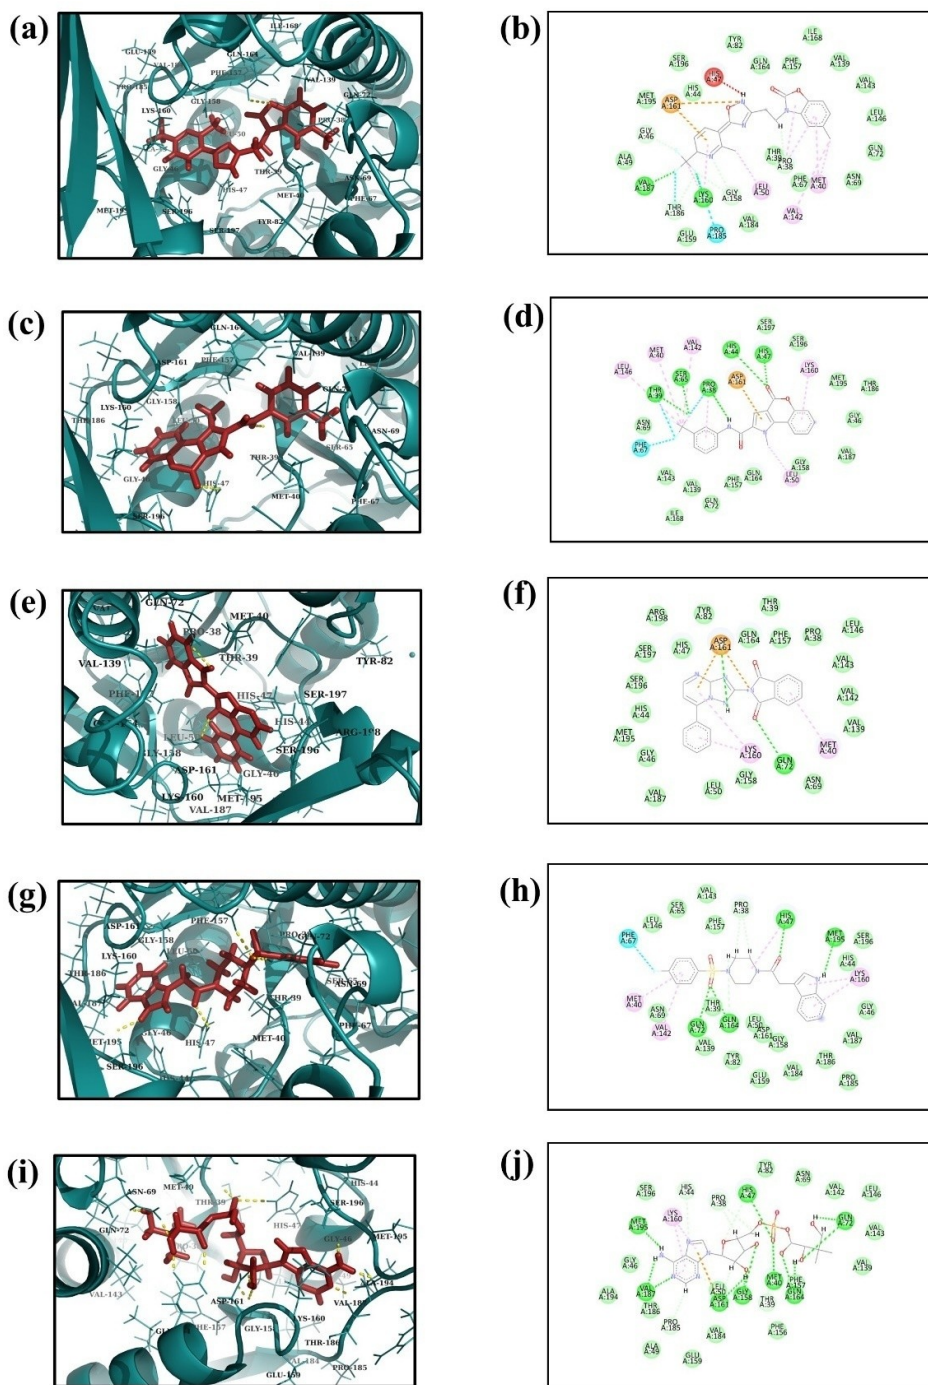 (a)
ILE-168
GLN-164
GLU-159
PHE-157
VAL-139
PRO-185
GLN-72
LYS-160
GLY-158
PRO-38
THR-39
ASN-69
HIS-47
MET-40
PHE-67
MET-195
SER-196
TYR-82
SER-197
(b)
TYR A:82
ILE A:168
SER A:196
GLN A:164
PHE A:157
VAL A:139
HIS A:47
HIS A:44
VAL A:143
MET A:195
ASP A:161
LEU A:146
GLY A:46
GLN A:72
ALA A:49
THR A:39
PRO A:38
VAL A:187
PHE A:67
MET A:40
ASN A:69
LYS A:160
GLY A:158
LEU A:50
THR A:186
VAL A:142
GLU A:159
PRO A:185
VAL A:184
(c)
GLN-164
ASP-161
PHE-157
VAL-139
LYS-160
GLY-158
THR-186
ASN-69
SER-65
THR-39
HIS-47
MET-40
PHE-67
SER-196
(d)
SER A:197
VAL A:142
HIS A:44
HIS A:47
SER A:196
MET A:40
LEU A:146
LYS A:160
SER A:65
ASP A:161
MET A:195
THR A:186
THR A:39
PRO A:38
GLY A:46
ASN A:69
PHE A:67
VAL A:187
GLY A:158
LEU A:50
VAL A:143
PHE A:157
GLN A:164
VAL A:139
GLN A:72
ILE A:168
(e)
GLN-72
MET-40
PRO-38
THR-39
VAL-139
TYR-82
HIS-47
SER-197
HIS-44
ARG-198
GLY-158
SER-196
ASP-161
GLY-46
LYS-160
MET-195
VAL-187
(f)
ARG A:198
TYR A:82
THR A:39
SER A:197
HIS A:47
ASP A:161
GLN A:164
PHE A:157
PRO A:38
LEU A:146
VAL A:143
SER A:196
VAL A:142
HIS A:44
MET A:195
VAL A:139
GLY A:46
LYS A:160
MET A:40
GLN A:72
GLY A:158
LEU A:50
ASN A:69
VAL A:187
(g)
PHE-157
ASP-161
GLY-158
LYS-160
THR-186
ASN-69
THR-39
PHE-67
GLY-46
MET-195
HIS-47
MET-40
SER-196
(h)
VAL A:143
SER A:65
PRO A:38
HIS A:47
LEU A:146
PHE A:157
MET A:195
SER A:196
PHE A:67
HIS A:44
LYS A:160
MET A:40
ASN A:69
THR A:39
VAL A:142
GLN A:72
GLN A:164
LEU A:50
ASP A:161
GLY A:158
GLY A:46
VAL A:139
VAL A:187
TYR A:82
THR A:186
GLU A:159
VAL A:184
PRO A:185
(i)
HIS-44
MET-40
ASN-69
THR-39
SER-196
HIS-47
GLN-72
GLY-46
MET-195
VAL-143
ASP-161
PHE-157
LYS-160
THR-186
VAL-184
GLU-159
PRO-185
(j)
TYR A:82
ASN A:69
SER A:196
HIS A:44
HIS A:47
VAL A:142
LEU A:146
PRO A:38
MET A:195
LYS A:160
GLN A:72
VAL A:143
GLY A:46
VAL A:139
ALA A:194
VAL A:187
LEU A:50
ASP A:161
GLY A:158
MET A:40
PHE A:157
GLN A:164
THR A:186
THR A:39
PRO A:185
VAL A:184
PHE A:156
ALA A:49
GLU A:159